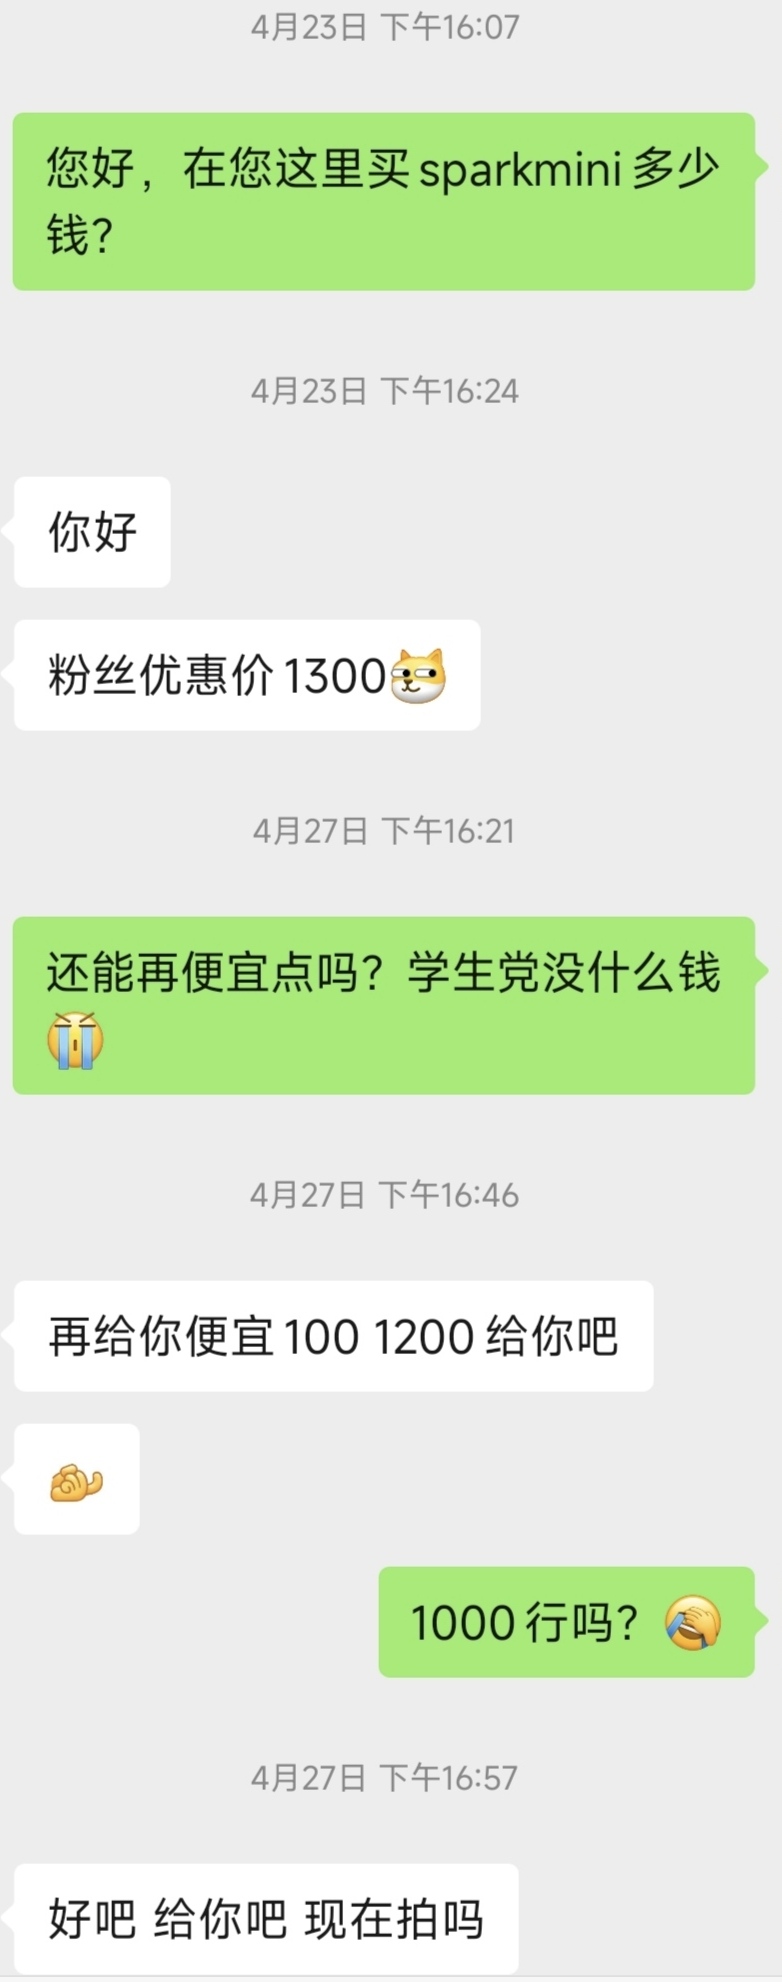 4月23日 下午16:07
您好，在您这里买sparkmini多少
钱？
4月23日 下午16:24
你好
粉丝优惠价1300
4月27日 下午16:21
还能再便宜点吗？学生党没什么钱
4月27日 下午16:46
再给你便宜100 1200给你吧
1000行吗？
4月27日 下午16:57
好吧 给你吧 现在拍吗